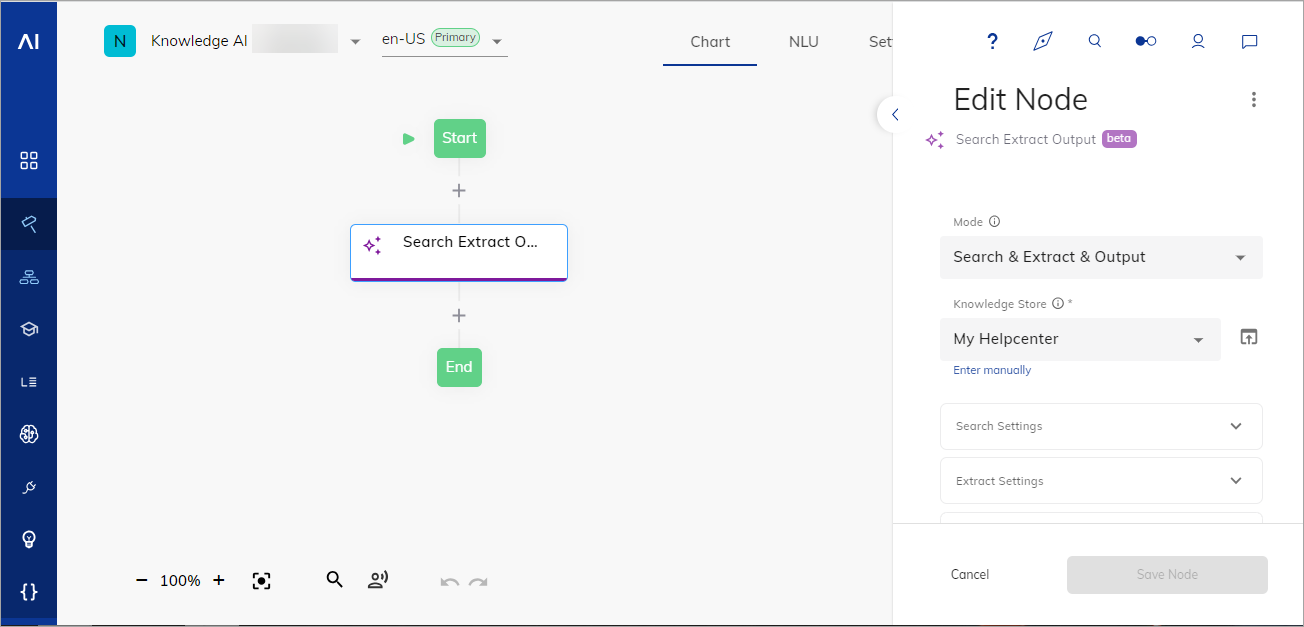 AI
N
Knowledge AI
en-US Primary
Chart
NLU
Set
?
Edit Node
Search Extract Output beta
Start
Search Extract O...
End
Mode
Search & Extract & Output
Knowledge Store *
My Helpcenter
Enter manually
Search Settings
Extract Settings
100%
Cancel
Save Node